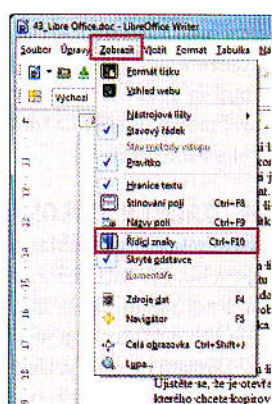 43_Libre Office.doc - LibreOffice Writer
Soubor Úpravy Zobrazit Vložit Formát Tabulka
Výchozí
Formát tisku
Vzhled webu
Nástrojové lišty
Stavový řádek
Stav metody vstupu
Pravítko
Hranice textu
Stínování polí Ctrl+F8
Názvy polí Ctrl+F9
Řídicí znaky Ctrl+F10
Skryté odstavce
Komentáře
Zdroje dat F4
Navigátor F5
Celá obrazovka Ctrl+Shift+J
Lupa...
Ujistěte se, že je otevře
kterého chcete kopírov